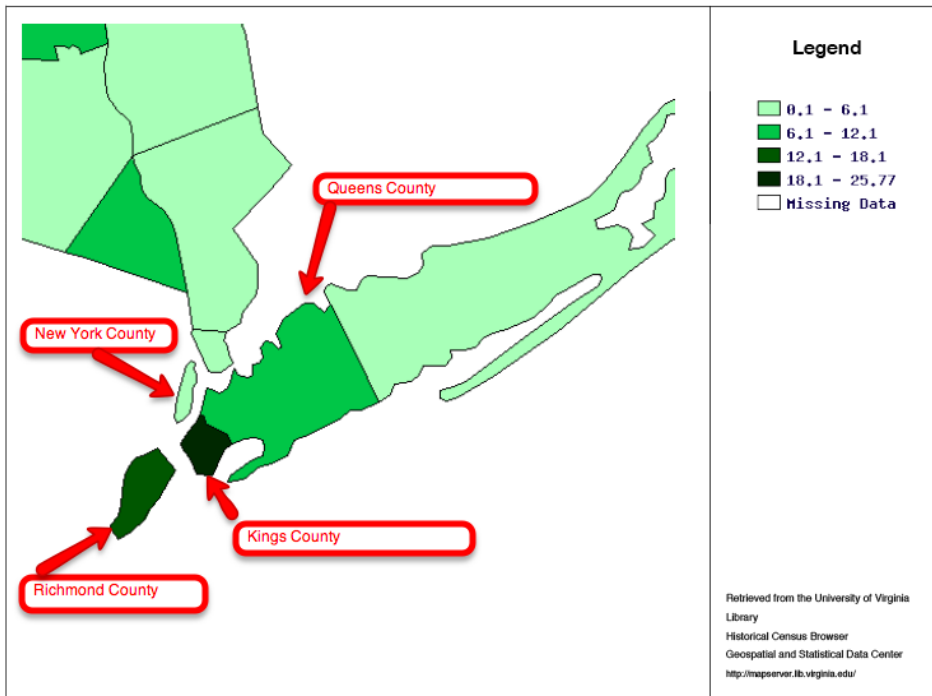 Legend
0.1 - 6.1
6.1 - 12.1
12.1 - 18.1
18.1 - 25.77
Missing Data
Queens County
New York County
Kings County
Richmond County
Retrieved from the University of Virginia
Library
Historical Census Browser
Geospatial and Statistical Data Center
http://mapserver.lib.virginia.edu/